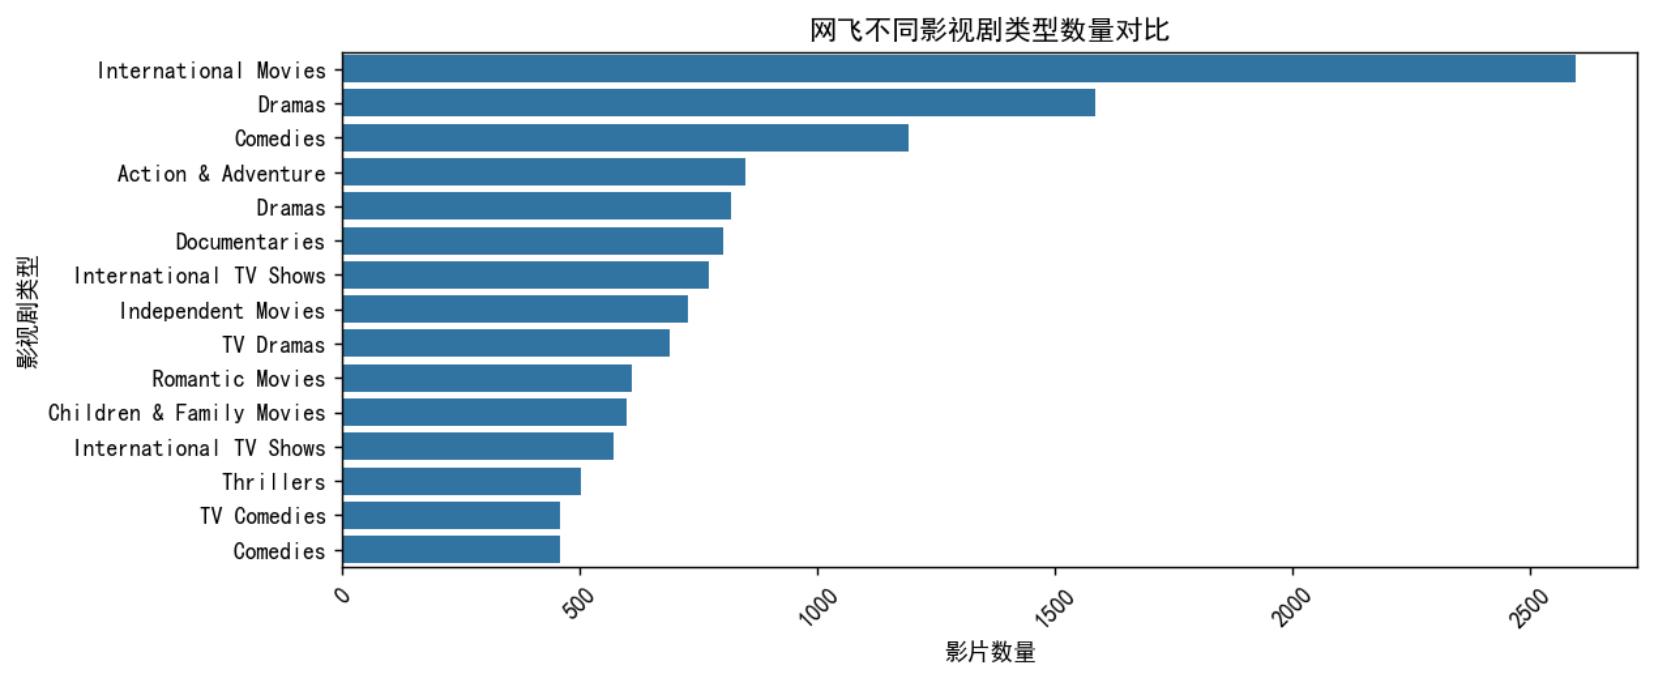 网飞不同影视剧类型数量对比
影视剧类型
International Movies
Dramas
Comedies
Action & Adventure
Dramas
Documentaries
International TV Shows
Independent Movies
TV Dramas
Romantic Movies
Children & Family Movies
International TV Shows
Thrillers
TV Comedies
Comedies
0
500
1000
1500
2000
2500
影片数量